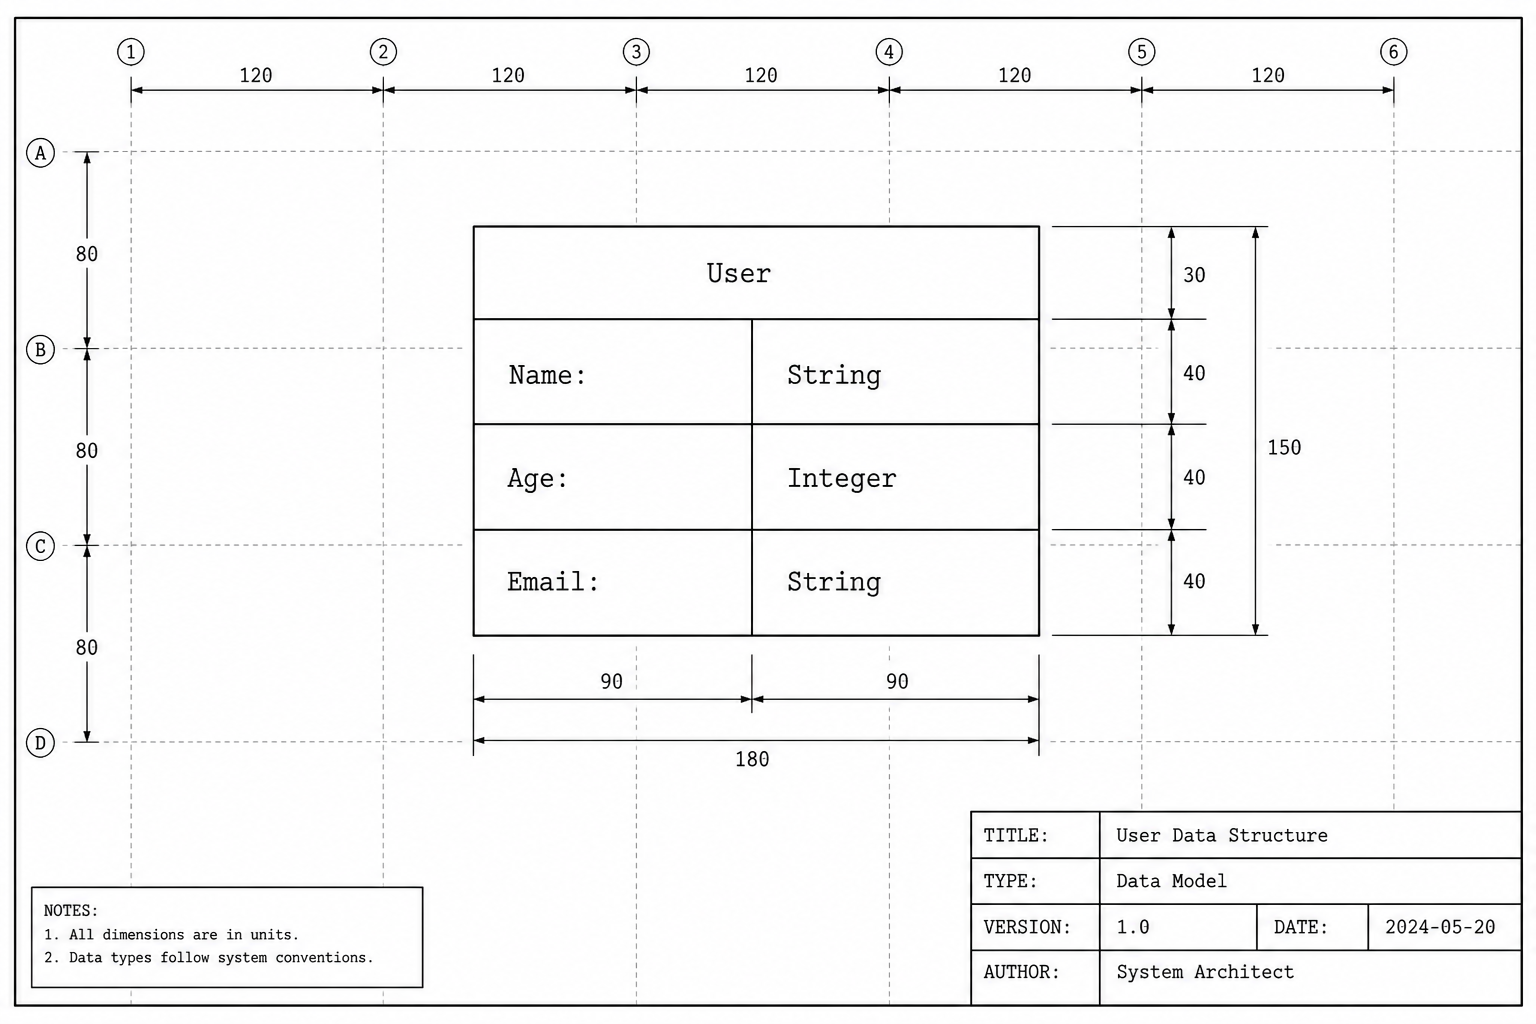 1 2 3 4 5 6
120 120 120 120 120
A
80
B
80
C
80
D
User
Name: String
Age: Integer
Email: String
30
40
40
40
150
90 90
180
NOTES:
1. All dimensions are in units.
2. Data types follow system conventions.
TITLE: User Data Structure
TYPE: Data Model
VERSION: 1.0 DATE: 2024-05-20
AUTHOR: System Architect